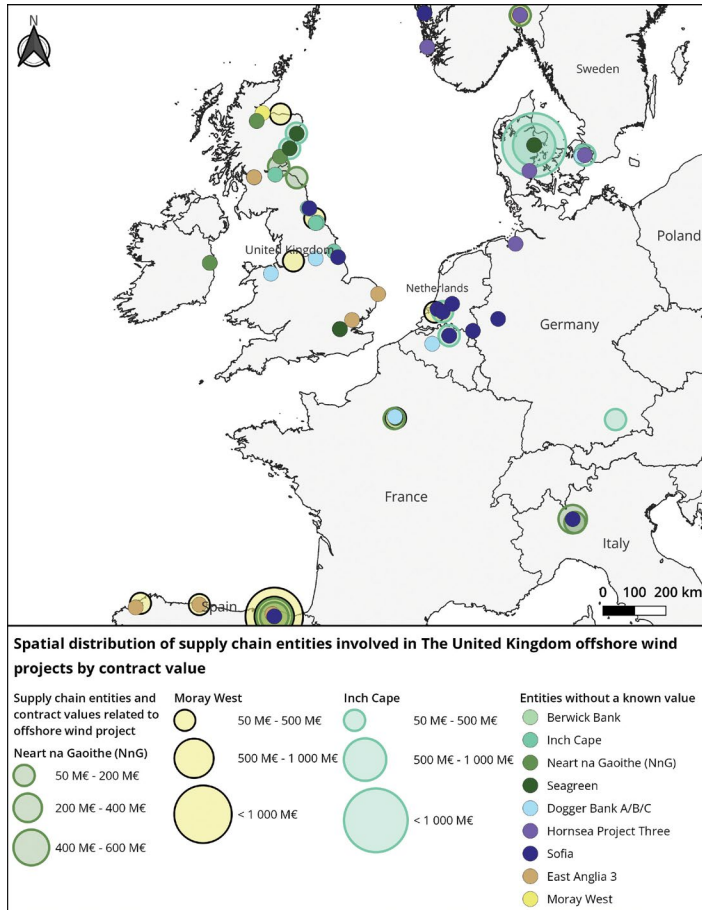 N
Sweden
United Kingdom
Poland
Netherlands
Germany
France
Italy
Spain
0 100 200 km
Spatial distribution of supply chain entities involved in The United Kingdom offshore wind
projects by contract value
Supply chain entities and
contract values related to
offshore wind project
Neart na Gaoithe (NnG)
50 M€ - 200 M€
200 M€ - 400 M€
400 M€ - 600 M€
Moray West
50 M€ - 500 M€
500 M€ - 1 000 M€
< 1 000 M€
Inch Cape
50 M€ - 500 M€
500 M€ - 1 000 M€
< 1 000 M€
Entities without a known value
Berwick Bank
Inch Cape
Neart na Gaoithe (NnG)
Seagreen
Dogger Bank A/B/C
Hornsea Project Three
Sofia
East Anglia 3
Moray West